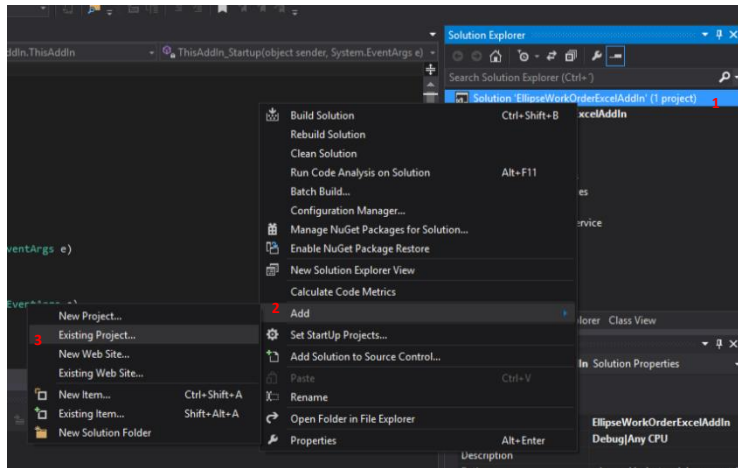 ddIn.ThisAddIn
ThisAddIn_Startup(object sender, System.EventArgs e)
Solution Explorer
Search Solution Explorer (Ctrl+´)
Solution 'EllipseWorkOrderExcelAddIn' (1 project)
1
xcelAddIn
es
ervice
Build Solution Ctrl+Shift+B
Rebuild Solution
Clean Solution
Run Code Analysis on Solution Alt+F11
Batch Build...
Configuration Manager...
Manage NuGet Packages for Solution...
Enable NuGet Package Restore
New Solution Explorer View
Calculate Code Metrics
2 Add
Set StartUp Projects...
Add Solution to Source Control...
Paste Ctrl+V
Rename
Open Folder in File Explorer
Properties Alt+Enter
ventArgs e)
New Project...
3 Existing Project...
New Web Site...
Existing Web Site...
New Item... Ctrl+Shift+A
Existing Item... Shift+Alt+A
New Solution Folder
lorer Class View
In Solution Properties
EllipseWorkOrderExcelAddIn
Debug|Any CPU
Description